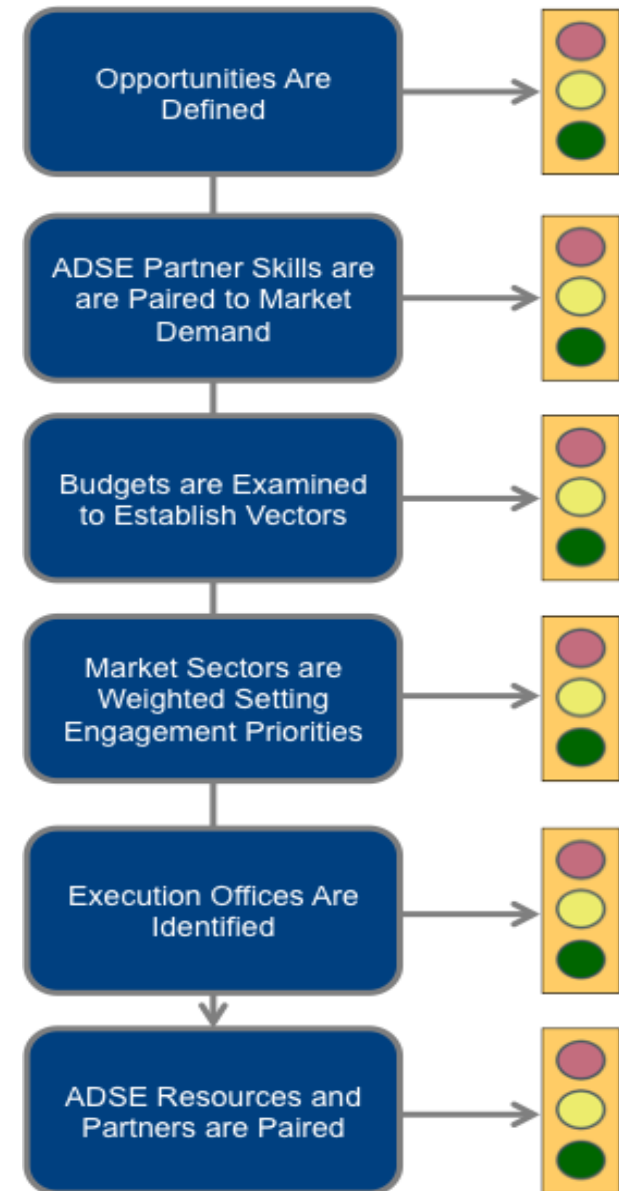 Opportunities Are
Defined
ADSE Partner Skills are
are Paired to Market
Demand
Budgets are Examined
to Establish Vectors
Market Sectors are
Weighted Setting
Engagement Priorities
Execution Offices Are
Identified
ADSE Resources and
Partners are Paired